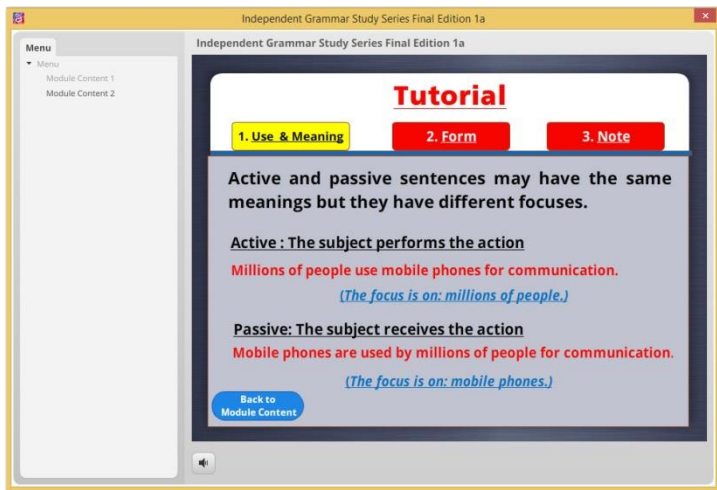 Independent Grammar Study Series Final Edition 1a
Menu
Menu
Module Content 1
Module Content 2
Independent Grammar Study Series Final Edition 1a
Tutorial
1. Use & Meaning
2. Form
3. Note
Active and passive sentences may have the same
meanings but they have different focuses.
Active : The subject performs the action
Millions of people use mobile phones for communication.
(The focus is on: millions of people.)
Passive: The subject receives the action
Mobile phones are used by millions of people for communication.
(The focus is on: mobile phones.)
Back to
Module Content